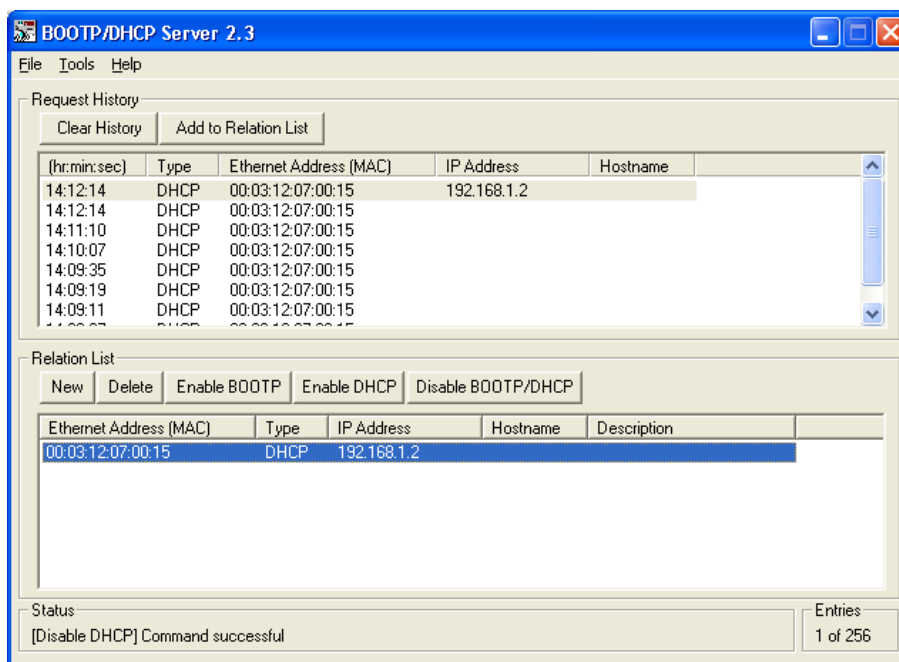 BOOTP/DHCP Server 2.3
File Tools Help
Request History
Clear History Add to Relation List
(hr:min:sec) Type Ethernet Address (MAC) IP Address Hostname
14:12:14 DHCP 00:03:12:07:00:15 192.168.1.2
14:12:14 DHCP 00:03:12:07:00:15
14:11:10 DHCP 00:03:12:07:00:15
14:10:07 DHCP 00:03:12:07:00:15
14:09:35 DHCP 00:03:12:07:00:15
14:09:19 DHCP 00:03:12:07:00:15
14:09:11 DHCP 00:03:12:07:00:15
Relation List
New Delete Enable BOOTP Enable DHCP Disable BOOTP/DHCP
Ethernet Address (MAC) Type IP Address Hostname Description
00:03:12:07:00:15 DHCP 192.168.1.2
Status Entries
[Disable DHCP] Command successful 1 of 256